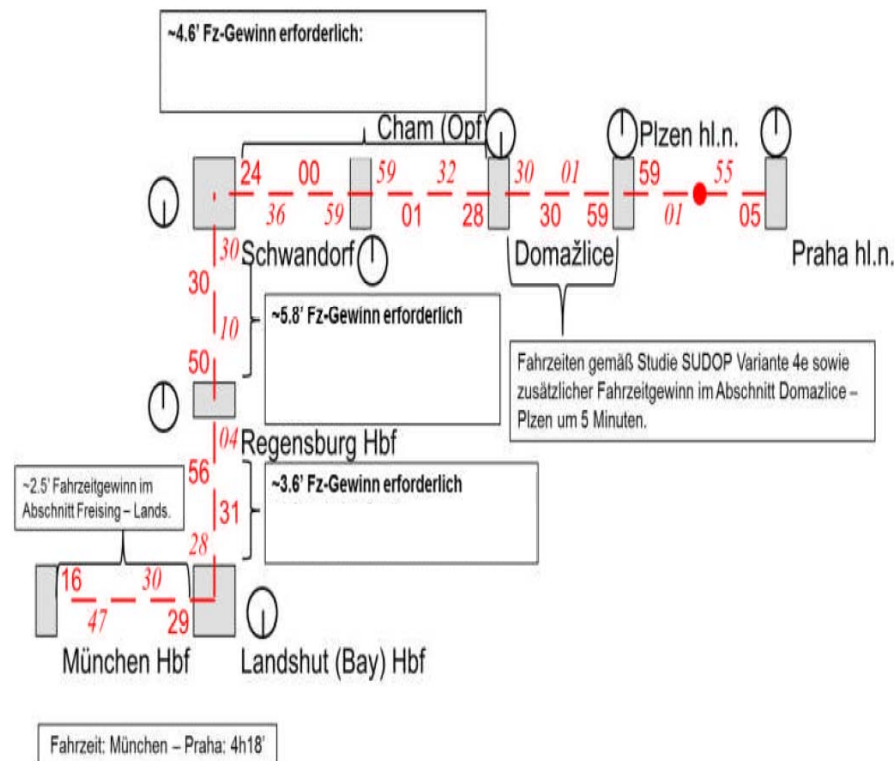 ~4.6’ Fz-Gewinn erforderlich:
Cham (Opf)
Plzen hl.n.
24 00 59 32 30 01 59 55
36 59 01 28 30 59 01 05
30
Schwandorf
Domažlice
Praha hl.n.
30
~5.8’ Fz-Gewinn erforderlich
10
50
Fahrzeiten gemäß Studie SUDOP Variante 4e sowie
zusätzlicher Fahrzeitgewinn im Abschnitt Domazlice –
Plzen um 5 Minuten.
04
Regensburg Hbf
56
~3.6’ Fz-Gewinn erforderlich
~2.5’ Fahrzeitgewinn im
Abschnitt Freising – Lands.
31
28
16 30
47 29
München Hbf
Landshut (Bay) Hbf
Fahrzeit: München – Praha: 4h18’